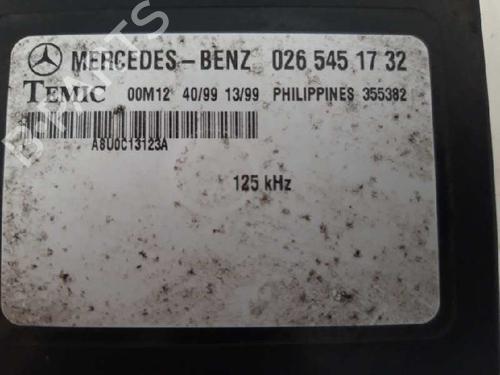 MERCEDES-BENZ 026 545 17 32
TEMIC 00M12 40/99 13/99 PHILIPPINES 355382
A8U0C13123A
125 kHz